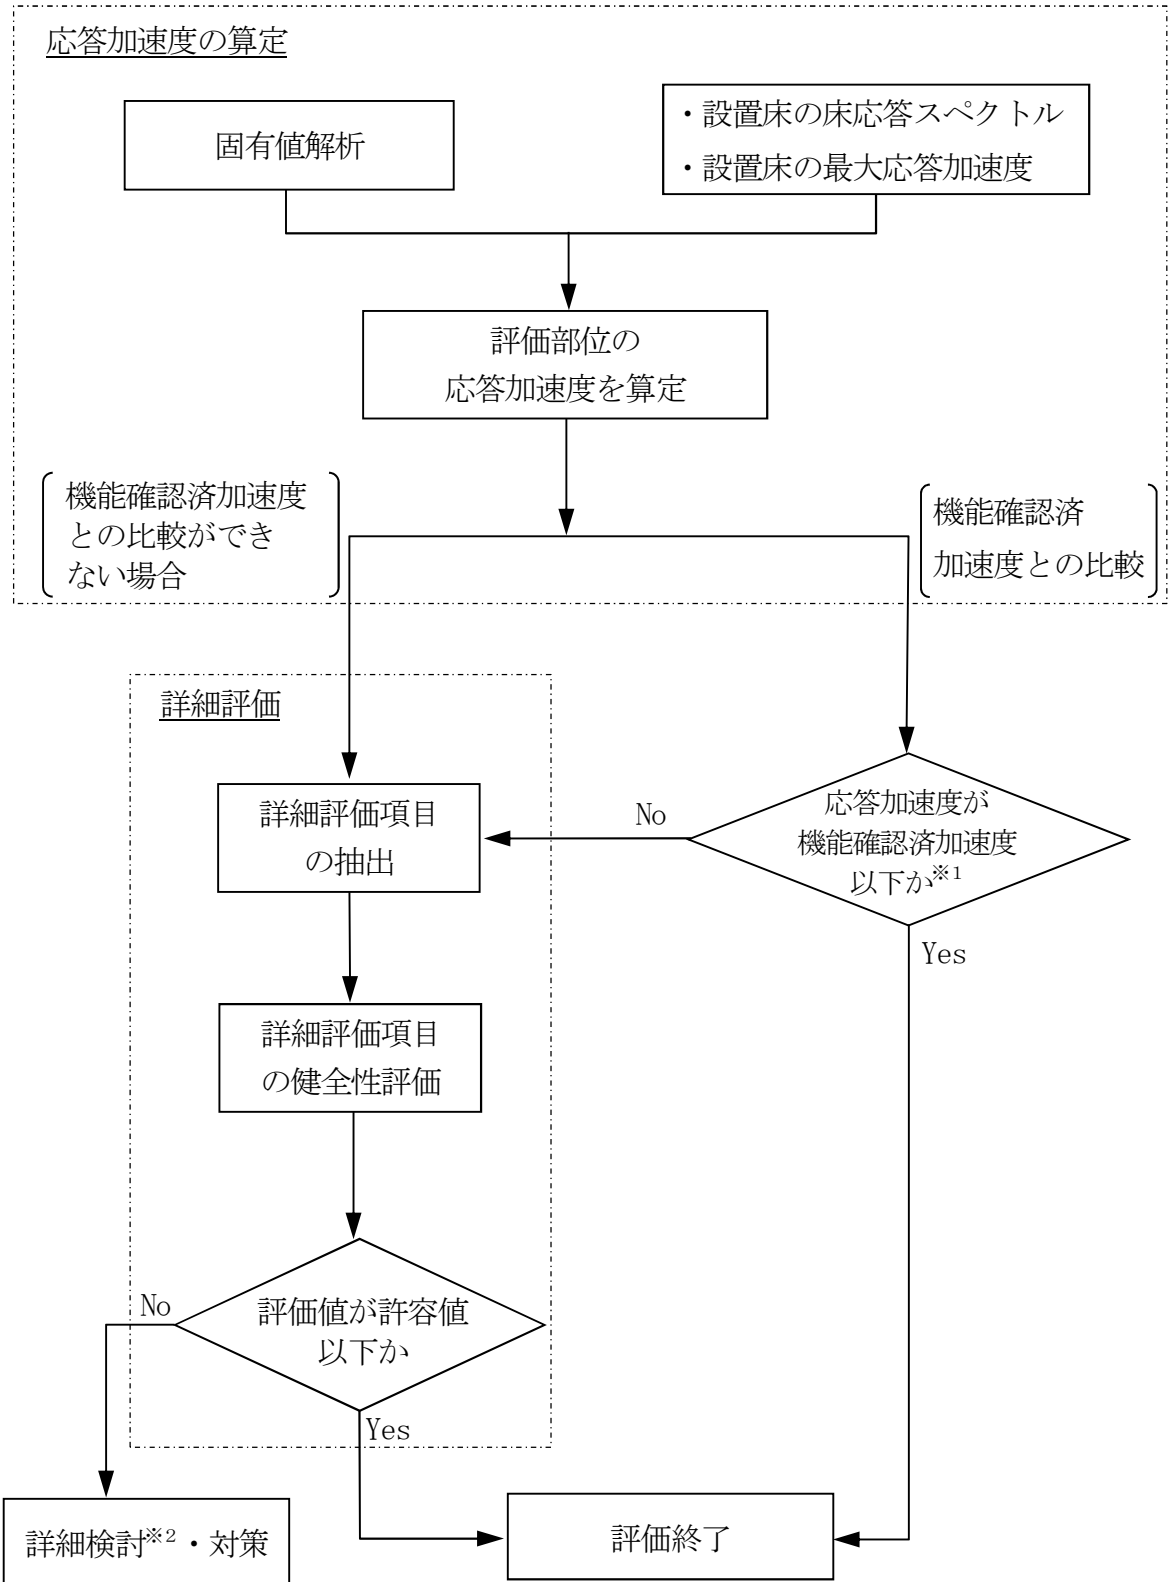 応答加速度の算定
固有値解析
・設置床の床応答スペクトル
・設置床の最大応答加速度
評価部位の
応答加速度を算定
機能確認済加速度
との比較ができ
ない場合
機能確認済
加速度との比較
詳細評価
詳細評価項目
の抽出
No
応答加速度が
機能確認済加速度
以下か※1
Yes
詳細評価項目
の健全性評価
No
評価値が許容値
以下か
Yes
詳細検討※2・対策
評価終了